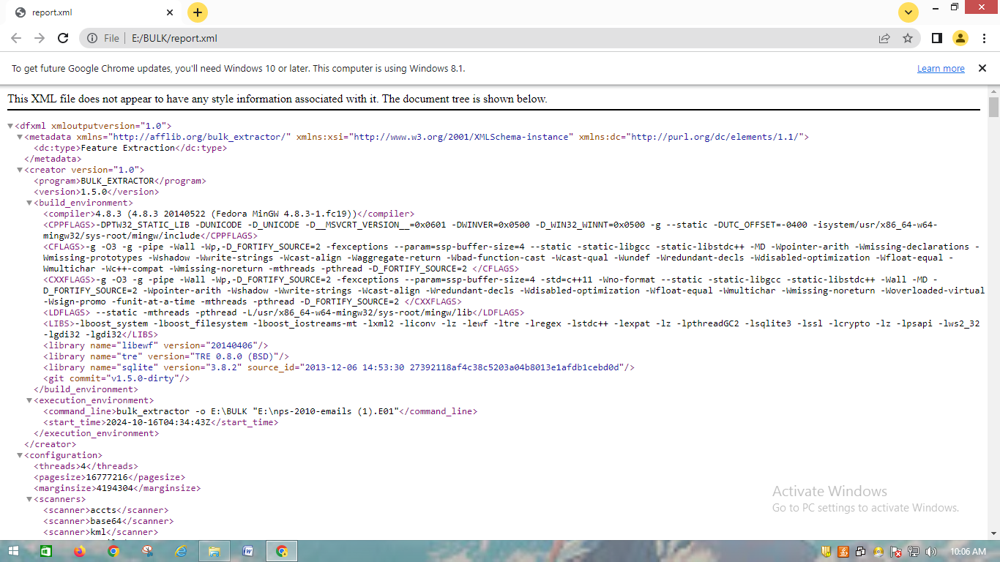 report.xml
File
E:/BULK/report.xml
To get future Google Chrome updates, you'll need Windows 10 or later. This computer is using Windows 8.1.
Learn more
This XML file does not appear to have any style information associated with it. The document tree is shown below.
▼<dfxml xmloutputversion="1.0">
▼<metadata xmlns="http://afflib.org/bulk_extractor/" xmlns:xsi="http://www.w3.org/2001/XMLSchema-instance" xmlns:dc="http://purl.org/dc/elements/1.1/">
<dc:type>Feature Extraction</dc:type>
</metadata>
▼<creator version="1.0">
<program>BULK_EXTRACTOR</program>
<version>1.5.0</version>
▼<build_environment>
<compiler>4.8.3 (4.8.3 20140522 (Fedora MinGW 4.8.3-1.fc19))</compiler>
<CPPFLAGS>-DPTW32_STATIC_LIB -DUNICODE -D_UNICODE -D__MSVCRT_VERSION__=0x0601 -DWINVER=0x0500 -D_WIN32_WINNT=0x0500 -g --static -DUTC_OFFSET=-0400 -isystem/usr/x86_64-w64-
mingw32/sys-root/mingw/include</CPPFLAGS>
<CFLAGS>-g -O3 -g -pipe -Wall -Wp,-D_FORTIFY_SOURCE=2 -fexceptions --param=ssp-buffer-size=4 --static -static-libgcc -static-libstdc++ -MD -Wpointer-arith -Wmissing-declarations -
Wmissing-prototypes -Wshadow -Wwrite-strings -Wcast-align -Waggregate-return -Wbad-function-cast -Wcast-qual -Wundef -Wredundant-decls -Wdisabled-optimization -Wfloat-equal -
Wmultichar -Wc++-compat -Wmissing-noreturn -mthreads -pthread -D_FORTIFY_SOURCE=2 </CFLAGS>
<CXXFLAGS>-g -O3 -g -pipe -Wall -Wp,-D_FORTIFY_SOURCE=2 -fexceptions --param=ssp-buffer-size=4 -std=c++11 -Wno-format --static -static-libgcc -static-libstdc++ -Wall -MD -
D_FORTIFY_SOURCE=2 -Wpointer-arith -Wshadow -Wwrite-strings -Wcast-align -Wredundant-decls -Wdisabled-optimization -Wfloat-equal -Wmultichar -Wmissing-noreturn -Woverloaded-virtual
-Wsign-promo -funit-at-a-time -mthreads -pthread -D_FORTIFY_SOURCE=2 </CXXFLAGS>
<LDFLAGS> --static -mthreads -pthread -L/usr/x86_64-w64-mingw32/sys-root/mingw/lib</LDFLAGS>
<LIBS>-lboost_system -lboost_filesystem -lboost_iostreams-mt -lxml2 -liconv -lz -lewf -ltre -lregex -lstdc++ -lexpat -lz -lpthreadGC2 -lsqlite3 -lssl -lcrypto -lz -lpsapi -lws2_32
-lgdi32 -lgdi32</LIBS>
<library name="libewf" version="20140406"/>
<library name="tre" version="TRE 0.8.0 (BSD)"/>
<library name="sqlite" version="3.8.2" source_id="2013-12-06 14:53:30 27392118af4c38c5203a04b8013e1afdb1cebd0d"/>
<git commit="v1.5.0-dirty"/>
</build_environment>
▼<execution_environment>
<command_line>bulk_extractor -o E:\BULK "E:\nps-2010-emails (1).E01"</command_line>
<start_time>2024-10-16T04:34:43Z</start_time>
</execution_environment>
</creator>
▼<configuration>
<threads>4</threads>
<pagesize>16777216</pagesize>
<marginsize>4194304</marginsize>
▼<scanners>
<scanner>accts</scanner>
<scanner>base64</scanner>
<scanner>kml</scanner>
Activate Windows
Go to PC settings to activate Windows.
10:06 AM